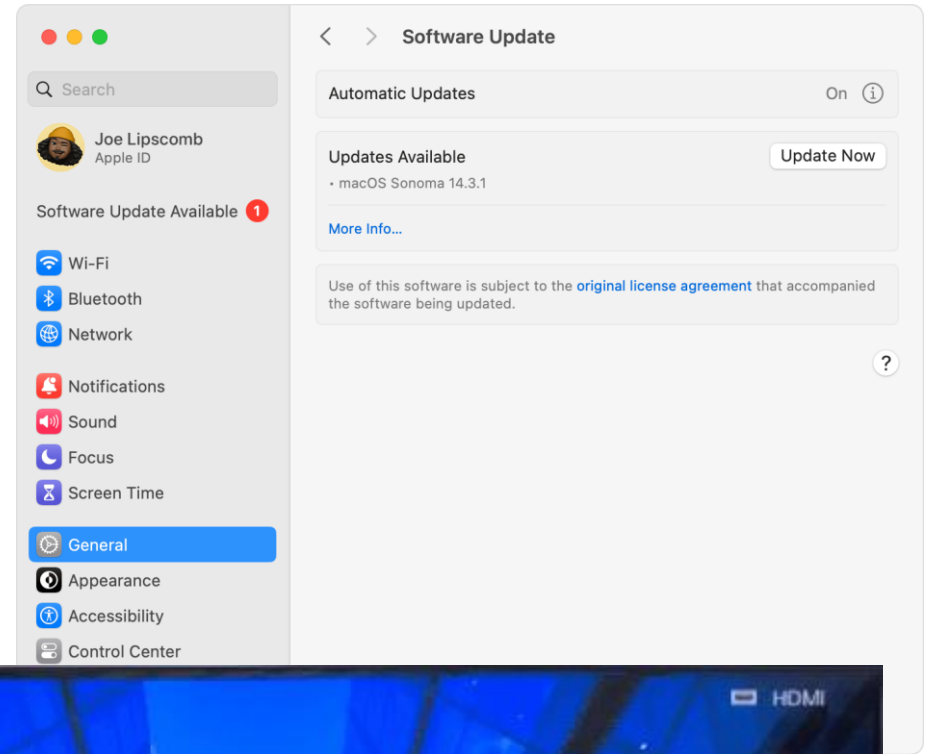 Software Update
Search
Joe Lipscomb
Apple ID
Software Update Available 1
Wi-Fi
Bluetooth
Network
Notifications
Sound
Focus
Screen Time
General
Appearance
Accessibility
Control Center
Automatic Updates
On
Updates Available
Update Now
• macOS Sonoma 14.3.1
More Info...
Use of this software is subject to the original license agreement that accompanied
the software being updated.
?
HDMI